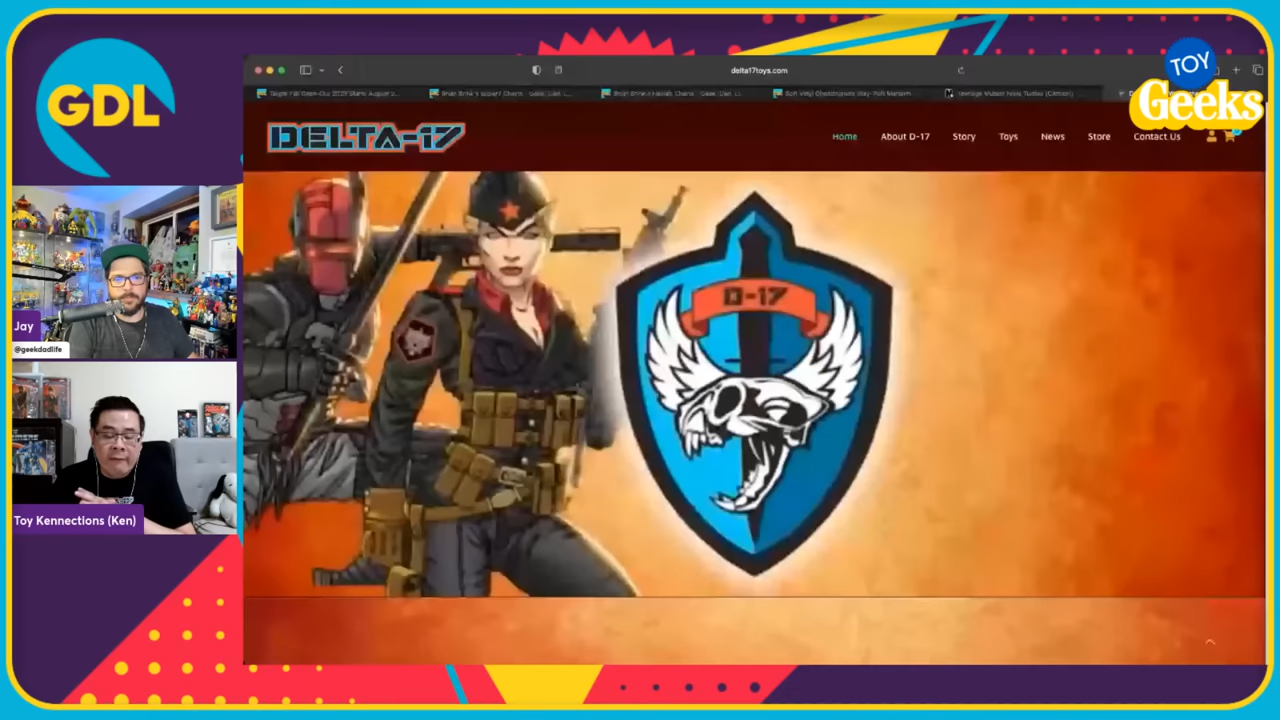 GDL
TOY
Geeks
delta17toys.com
DELTA-17
Home
About D-17
Story
Toys
News
Store
Contact Us
D-17
Jay
@geekdadlife
Toy Kennections (Ken)